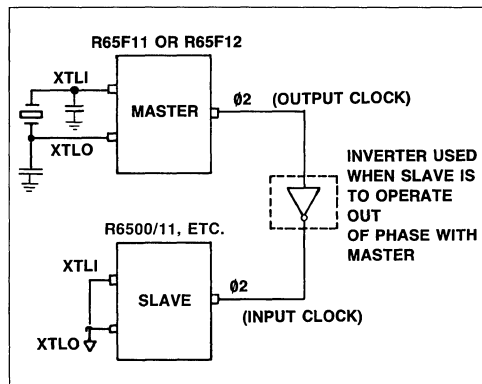 R65F11 OR R65F12
XTLI
MASTER
Ø2 (OUTPUT CLOCK)
XTLO
INVERTER USED
WHEN SLAVE IS
TO OPERATE
OUT
OF PHASE WITH
MASTER
R6500/11, ETC.
XTLI
SLAVE
Ø2
(INPUT CLOCK)
XTLO